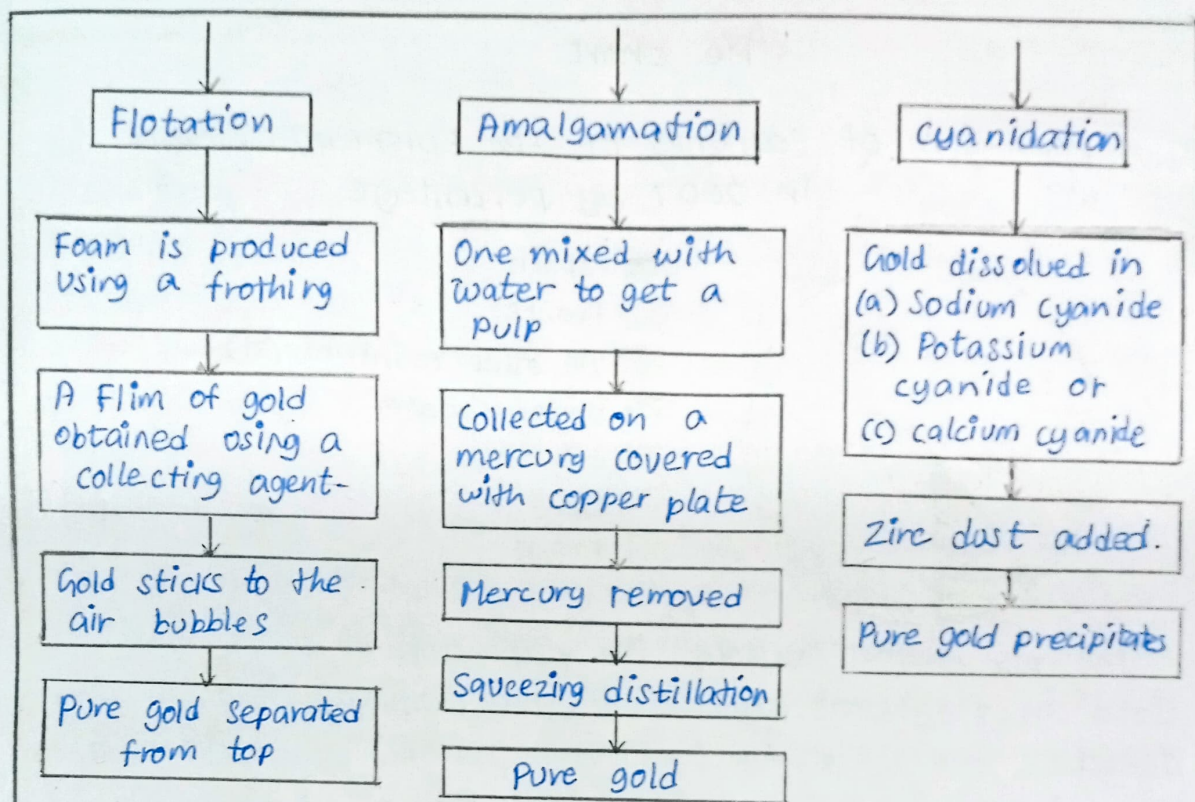 Flotation
Foam is produced
using a frothing
A Flim of gold
obtained using a
collecting agent-
Gold sticks to the
air bubbles
Pure gold separated
from top
Amalgamation
One mixed with
water to get a
pulp
Collected on a
mercury covered
with copper plate
Mercury removed
Squeezing distillation
Pure gold
Cyanidation
Gold dissolved in
(a) Sodium cyanide
(b) Potassium
cyanide or
(c) calcium cyanide
Zinc dust added.
Pure gold precipitates